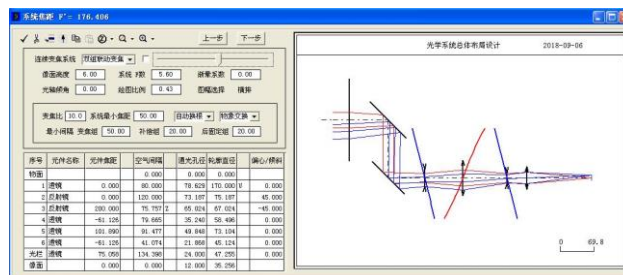 系统焦距 F'= 176.406
上一步 下一步
连接变焦系统 双组联动变焦
像面高度 6.00 系统 F数 5.60 渐晕系数 0.00
光轴倾角 0.00 绘图比例 0.43 图幅选择 横排
变焦比 10.0 系统最小焦距 50.00 自动换根 物像交换
最小间隔 变焦组 50.00 补偿组 20.00 后固定组 20.00
序号 元件名称 元件焦距 空气间隔 通光孔径 轮廓直径 偏心/倾斜
物面 0.000 0.000 0.000
1 透镜 0.000 80.000 78.629 170.000 W 0.000
2 反射镜 0.000 120.000 73.187 75.187 45.000
3 反射镜 280.000 75.757 Z 65.024 67.024 -45.000
4 透镜 -61.126 79.665 35.240 58.496 0.000
5 透镜 101.890 91.477 49.848 73.104 0.000
6 透镜 -61.126 41.074 21.868 45.124 0.000
光栏 透镜 75.058 134.398 24.000 47.255 0.000
像面 0.000 0.000 12.000 35.256
光学系统总体布局设计 2018-09-06
0 69.8